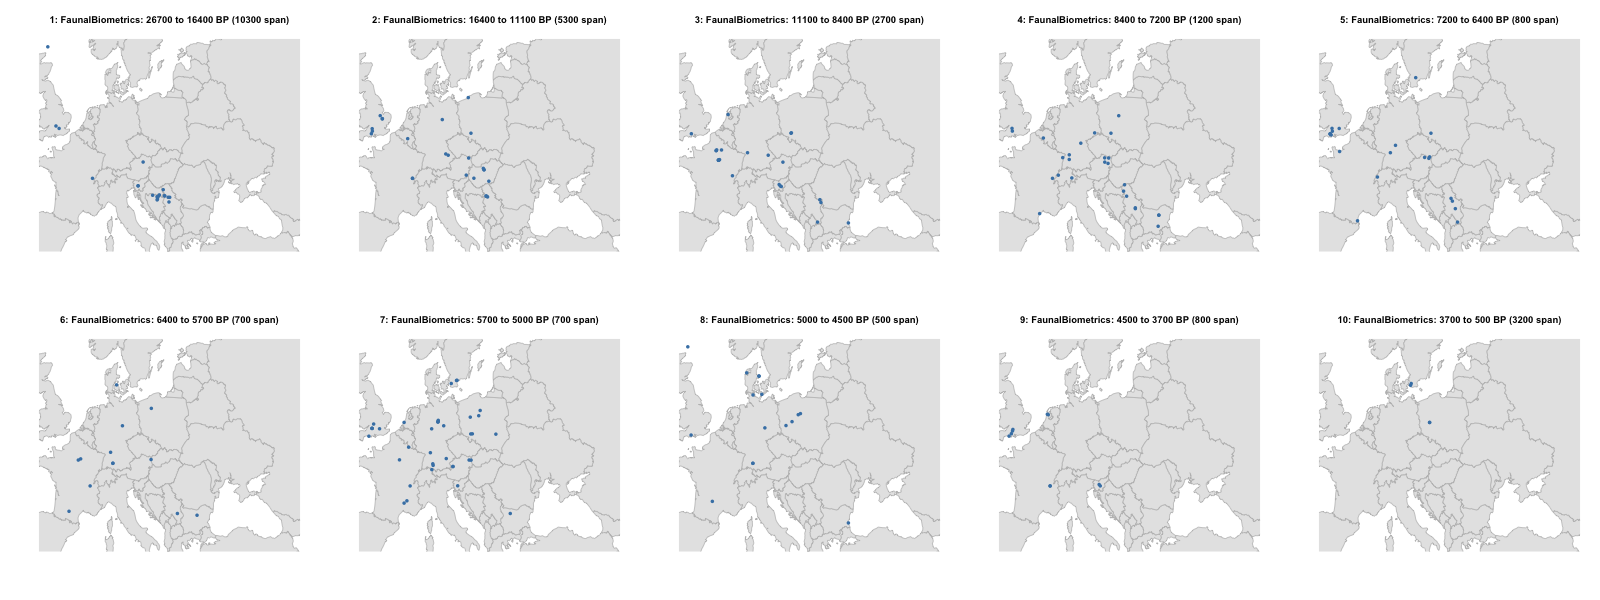 1: FaunalBiometrics: 26700 to 16400 BP (10300 span)
2: FaunalBiometrics: 16400 to 11100 BP (5300 span)
3: FaunalBiometrics: 11100 to 8400 BP (2700 span)
4: FaunalBiometrics: 8400 to 7200 BP (1200 span)
5: FaunalBiometrics: 7200 to 6400 BP (800 span)
6: FaunalBiometrics: 6400 to 5700 BP (700 span)
7: FaunalBiometrics: 5700 to 5000 BP (700 span)
8: FaunalBiometrics: 5000 to 4500 BP (500 span)
9: FaunalBiometrics: 4500 to 3700 BP (800 span)
10: FaunalBiometrics: 3700 to 500 BP (3200 span)